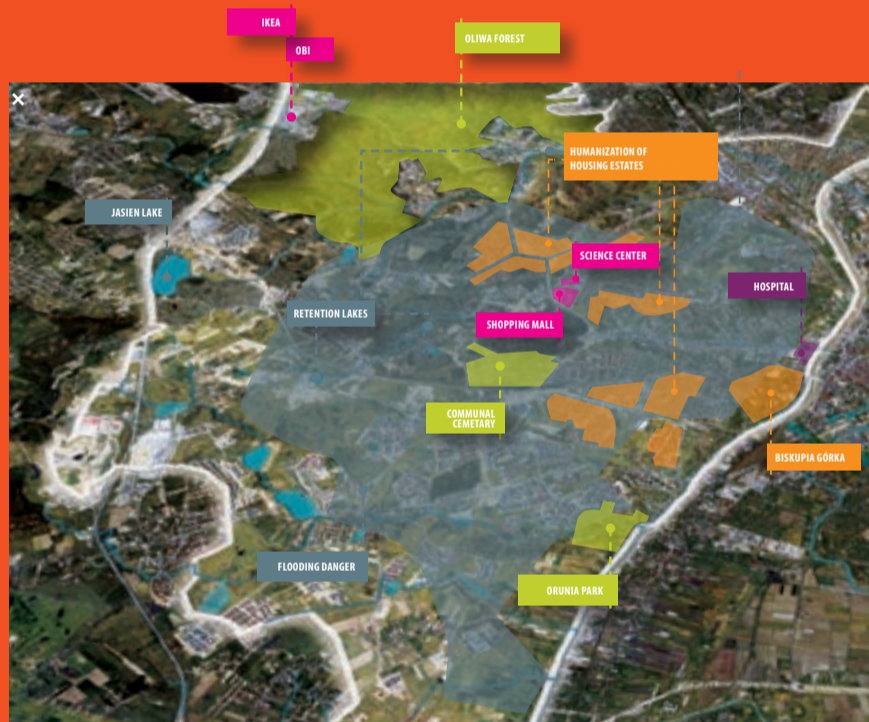 IKEA
OBI
OLIWA FOREST
HUMANIZATION OF
HOUSING ESTATES
JASIEN LAKE
SCIENCE CENTER
HOSPITAL
RETENTION LAKES
SHOPPING MALL
COMMUNAL
CEMETARY
BISKUPIA GÓRKA
FLOODING DANGER
ORUNIA PARK